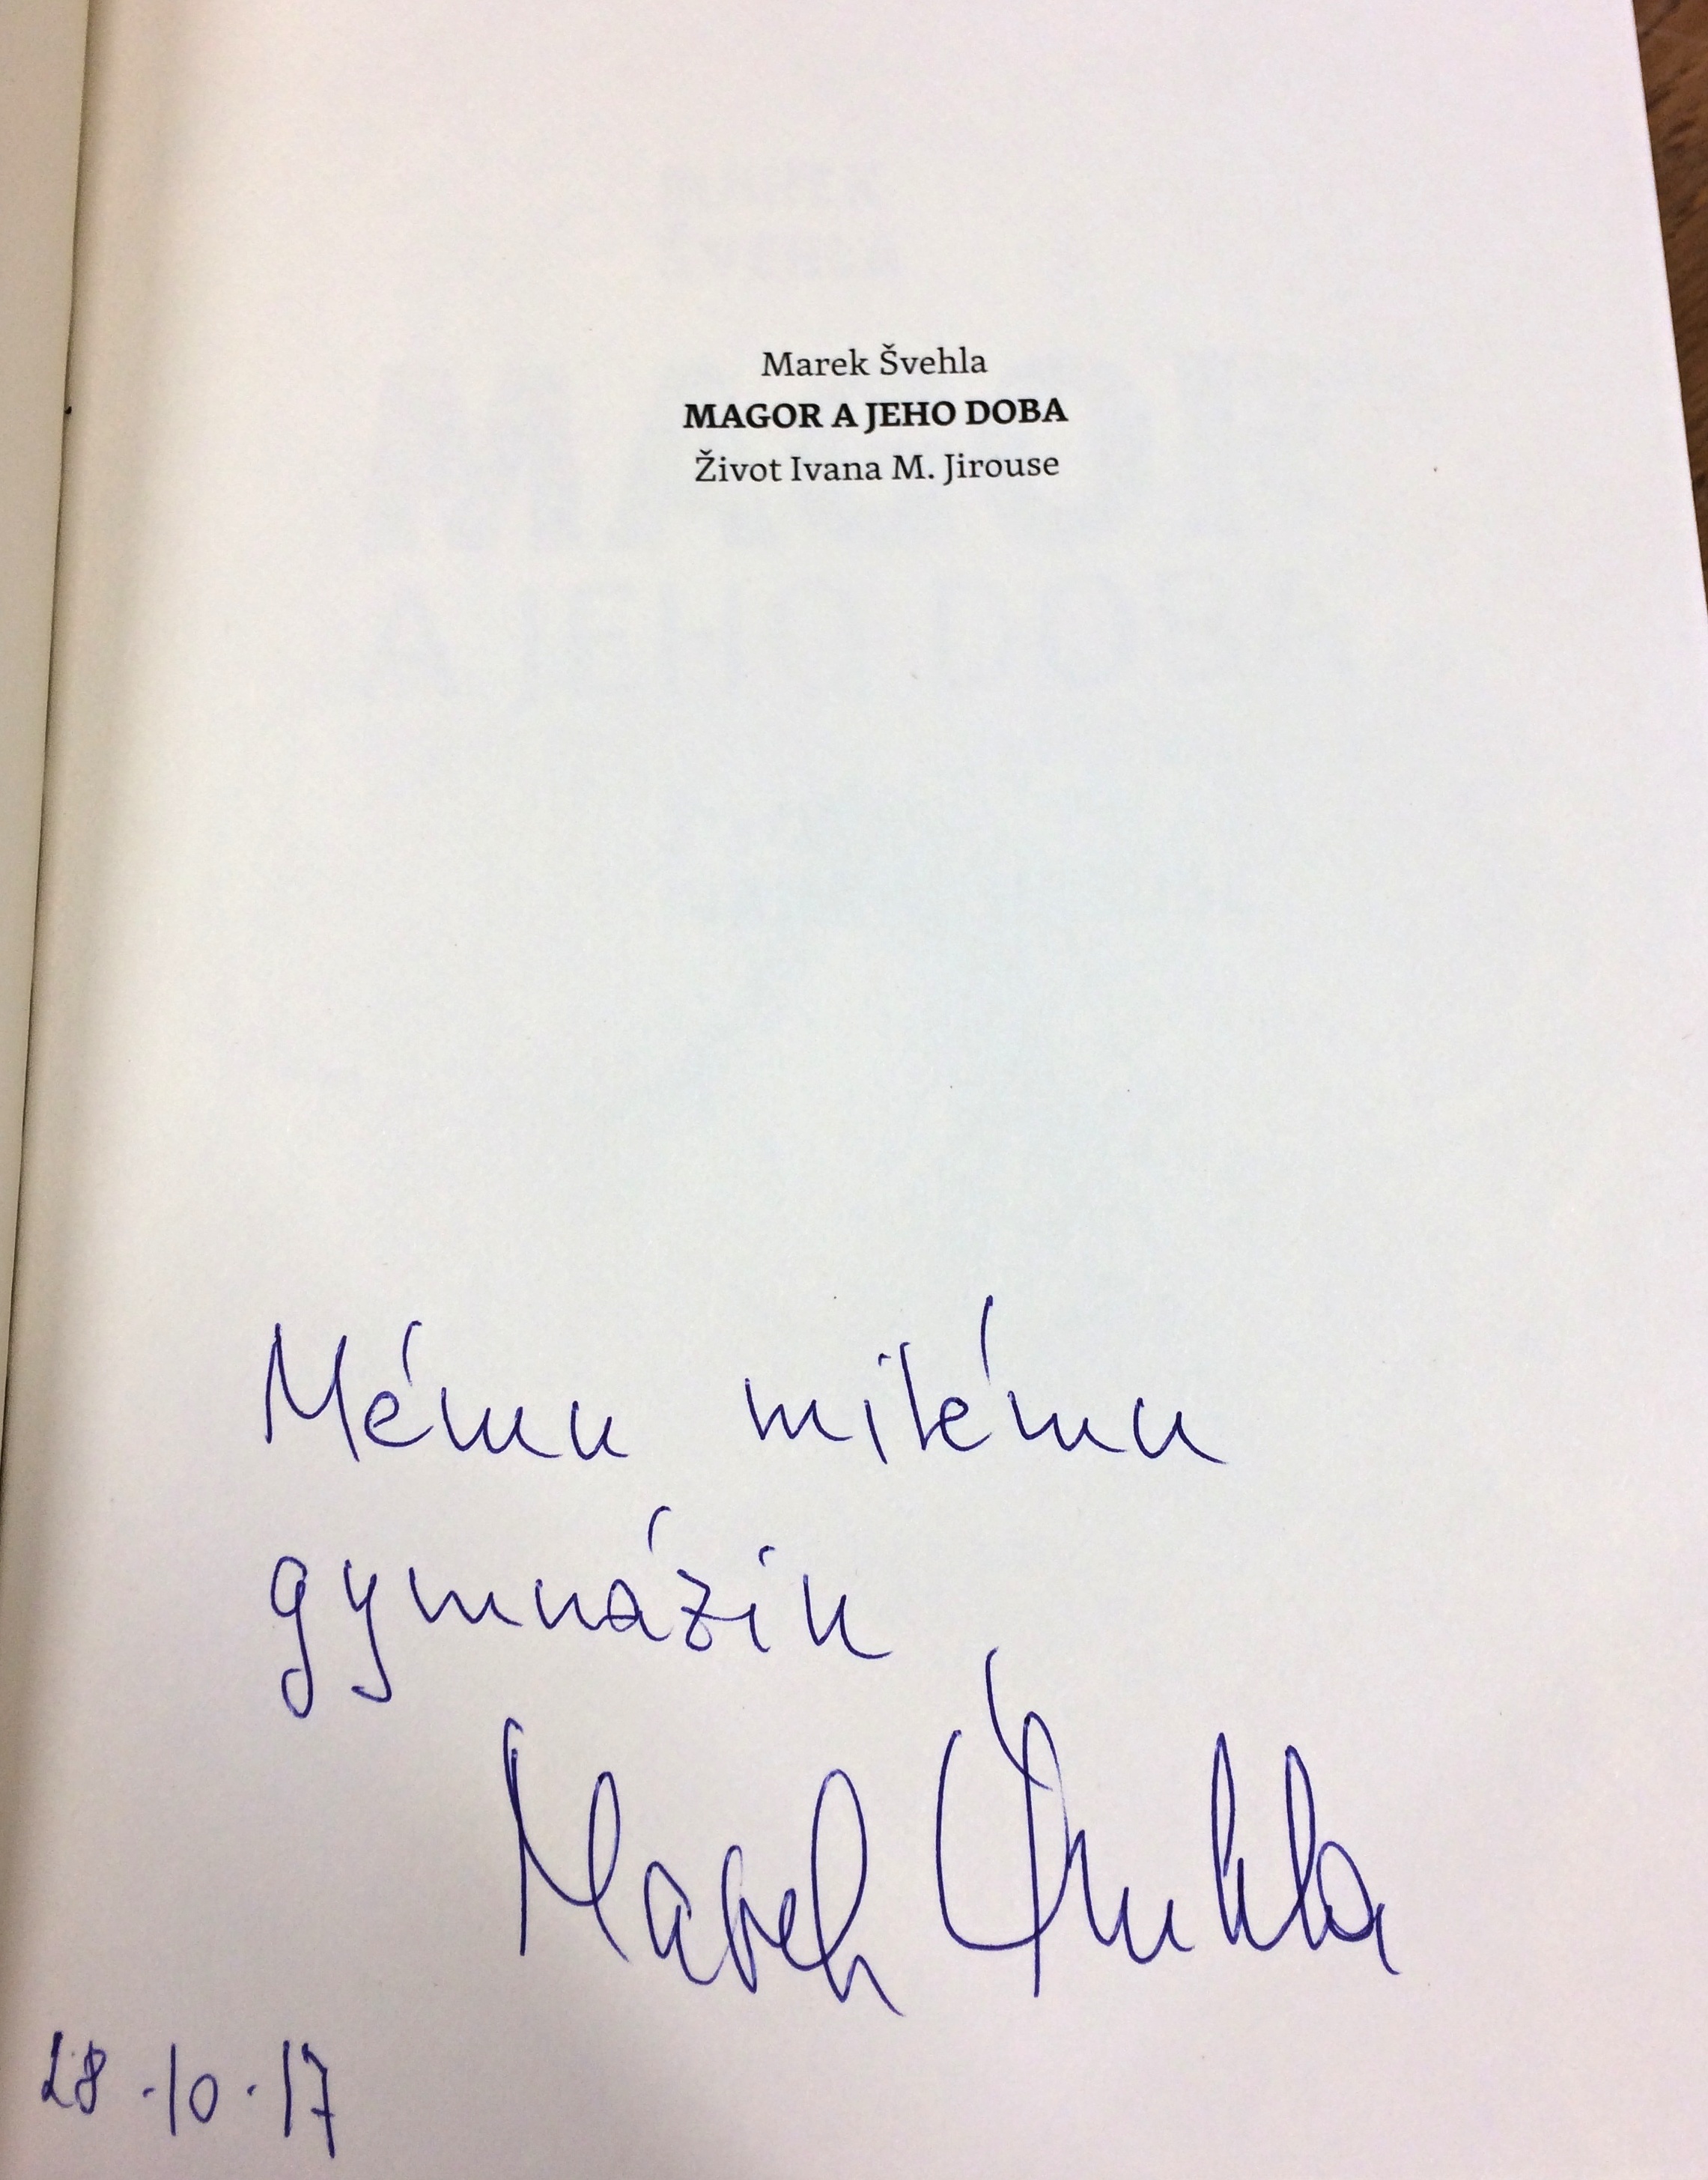 Marek Švehla
MAGOR A JEHO DOBA
Život Ivana M. Jirouse
Mému milému
gymnáziu
Marek Švehla
28.10.17